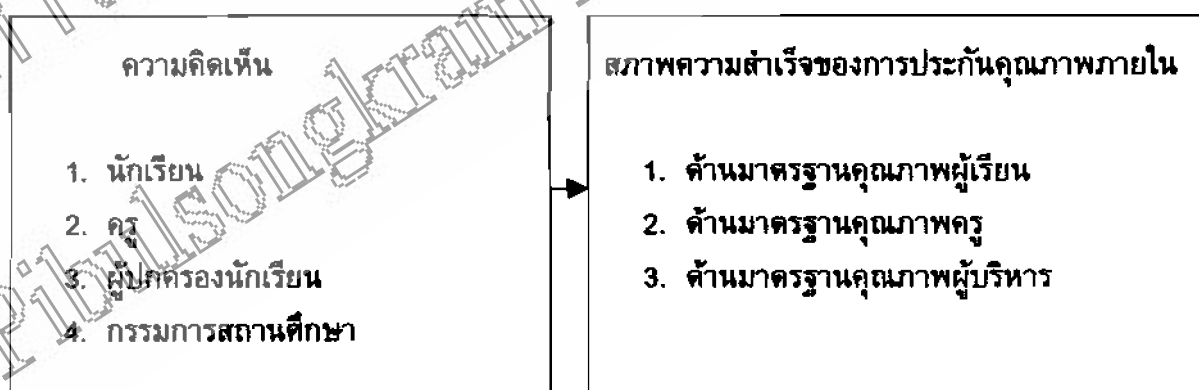 ความคิดเห็น
1. นักเรียน
2. ครู
3. ผู้ปกครองนักเรียน
4. กรรมการสถานศึกษา
สภาพความสำเร็จของการประกันคุณภาพภายใน
1. ด้านมาตรฐานคุณภาพผู้เรียน
2. ด้านมาตรฐานคุณภาพครู
3. ด้านมาตรฐานคุณภาพผู้บริหาร
Pibulsongkram